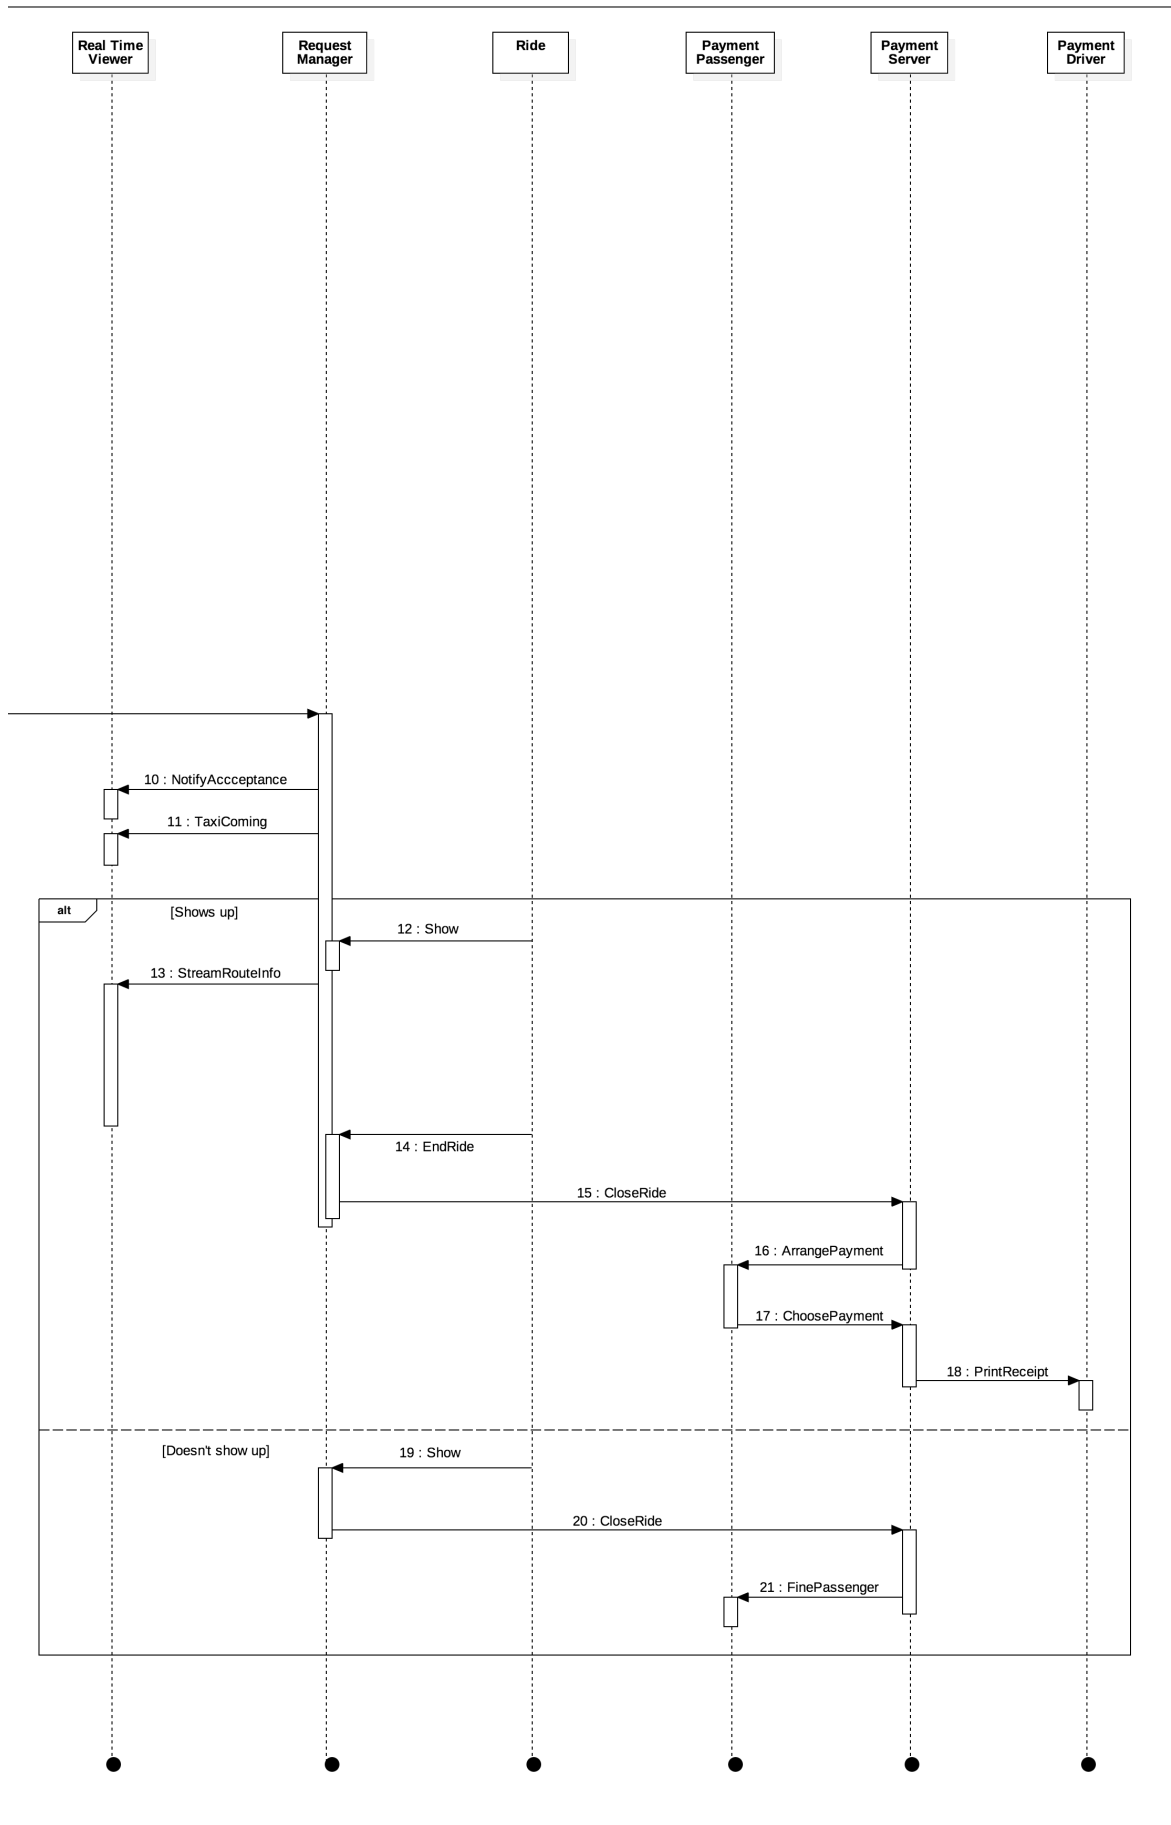 Real Time
Viewer
Request
Manager
Ride
Payment
Passenger
Payment
Server
Payment
Driver
10 : NotifyAccceptance
11 : TaxiComing
alt
[Shows up]
12 : Show
13 : StreamRouteInfo
14 : EndRide
15 : CloseRide
16 : ArrangePayment
17 : ChoosePayment
18 : PrintReceipt
[Doesn't show up]
19 : Show
20 : CloseRide
21 : FinePassenger